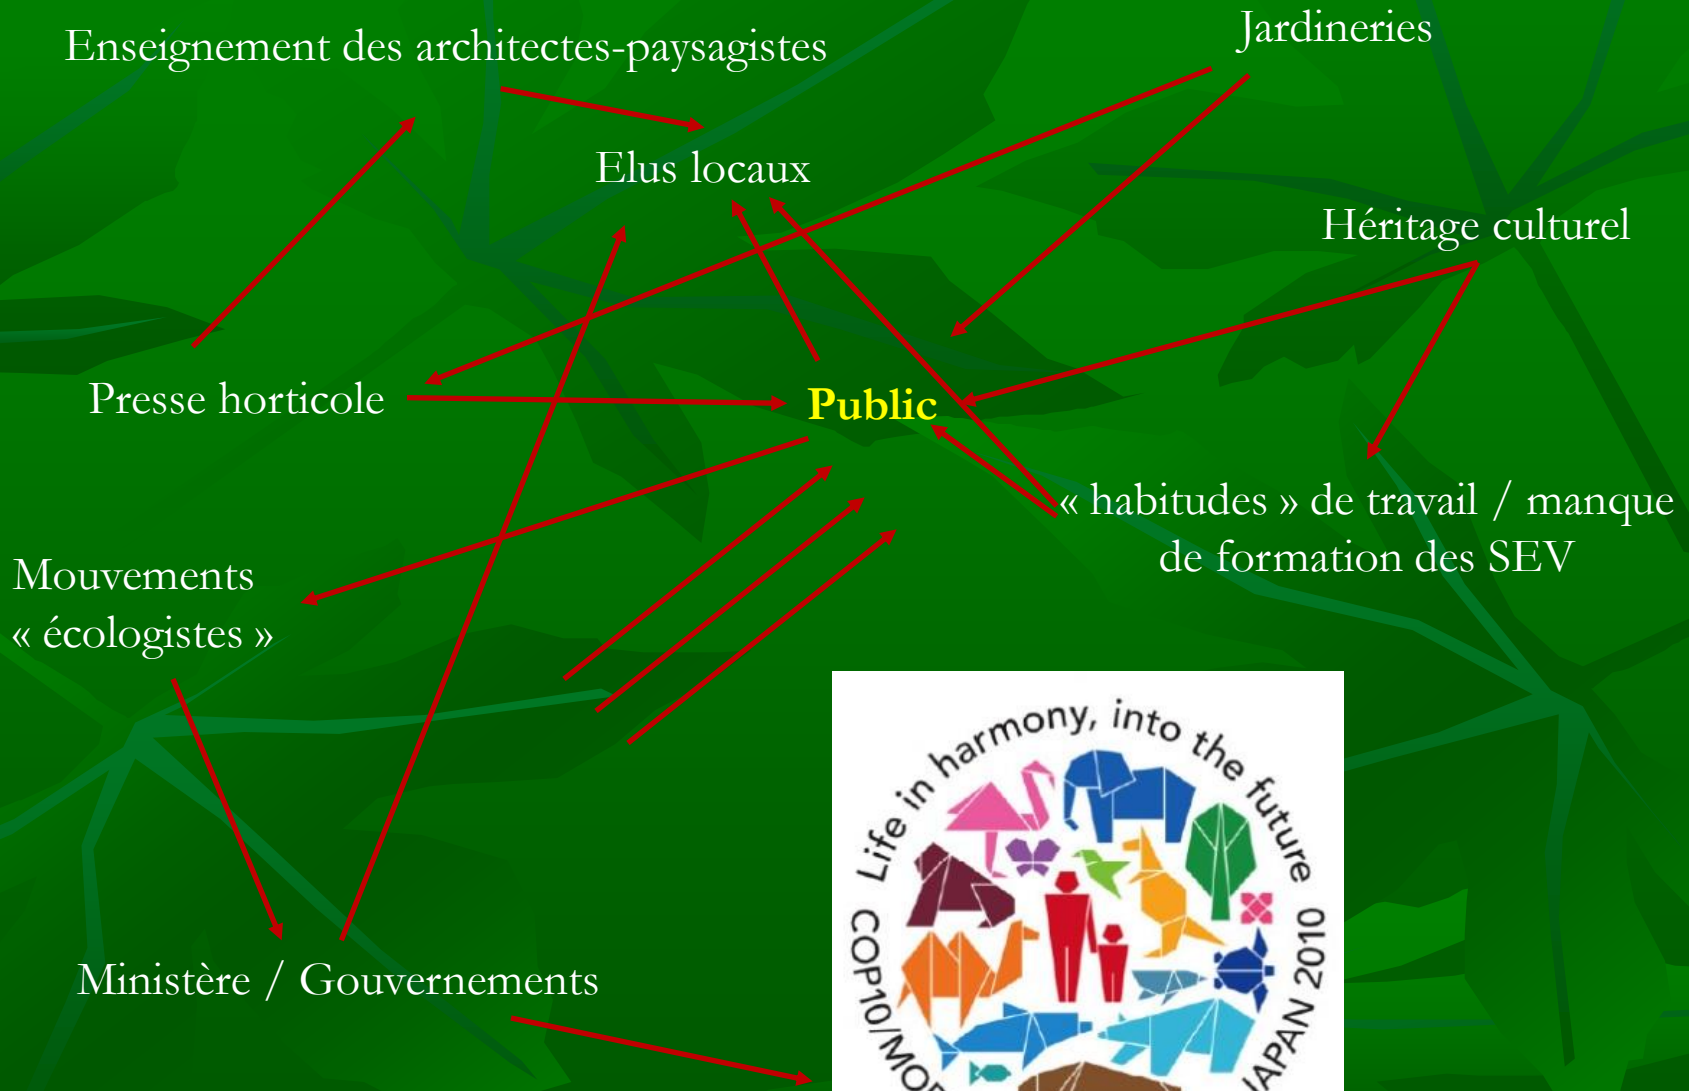 Enseignement des architectes-paysagistes
Jardineries
Elus locaux
Héritage culturel
Presse horticole
Public
« habitudes » de travail / manque
de formation des SEV
Mouvements
« écologistes »
Life in harmony, into the future
COP10/MOP
JAPAN 2010
Ministère / Gouvernements